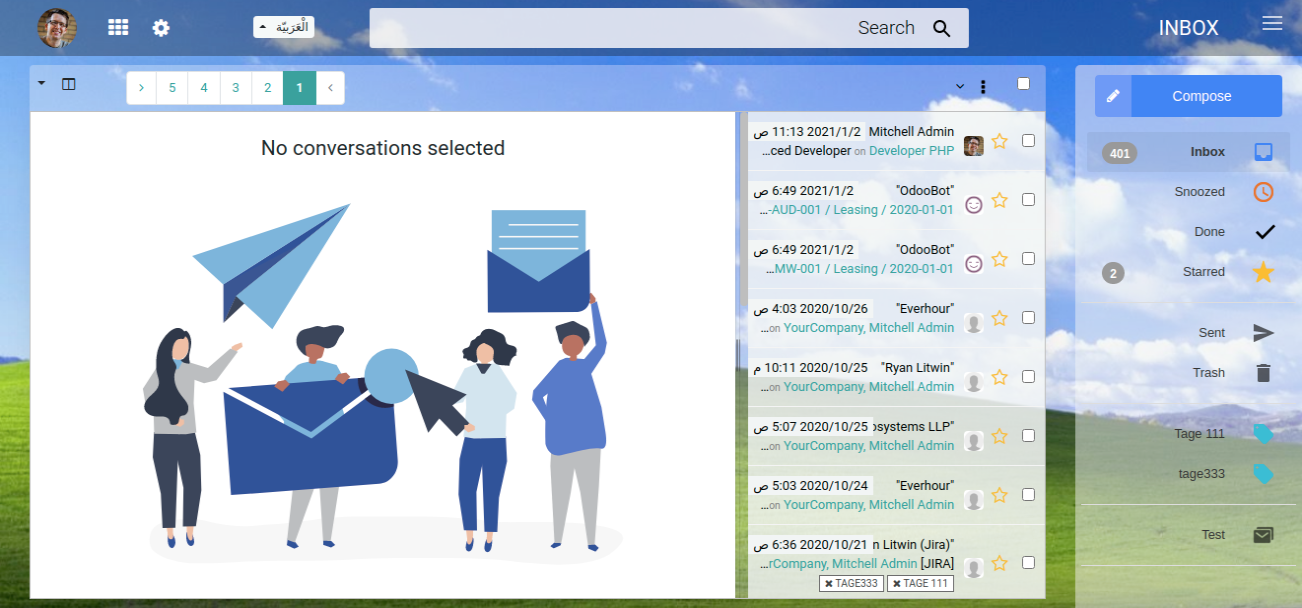 الْعَرَبيّة
Search
INBOX
5 4 3 2 1
No conversations selected
Mitchell Admin 2021/1/2 11:13 ص
...ced Developer on Developer PHP
"OdooBot" 2021/1/2 6:49 ص
...-AUD-001 / Leasing / 2020-01-01
"OdooBot" 2021/1/2 6:49 ص
...MW-001 / Leasing / 2020-01-01
"Everhour" 2020/10/26 4:03 ص
...on YourCompany, Mitchell Admin
"Ryan Litwin" 2020/10/25 10:11 م
...on YourCompany, Mitchell Admin
osystems LLP" 2020/10/25 5:07 ص
...on YourCompany, Mitchell Admin
"Everhour" 2020/10/24 5:03 ص
...on YourCompany, Mitchell Admin
n Litwin (Jira)" 2020/10/21 6:36 ص
...rCompany, Mitchell Admin [JIRA]
✖ TAGE333 ✖ TAGE 111
Compose
401 Inbox
Snoozed
Done
2 Starred
Sent
Trash
Tage 111
tage333
Test